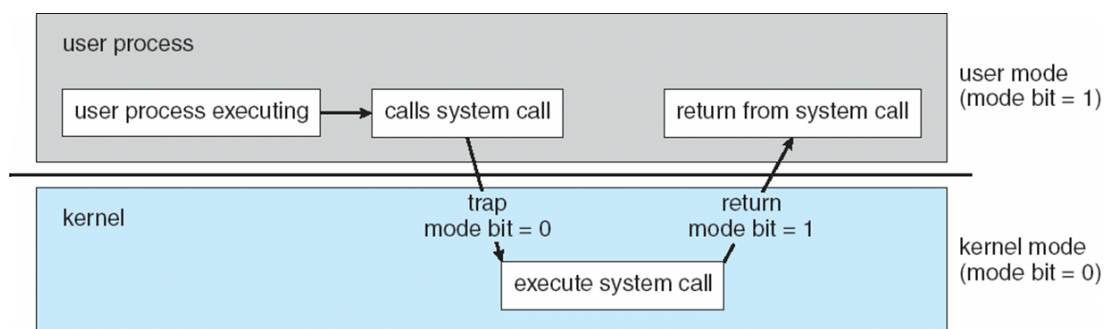 user process
user process executing
calls system call
return from system call
user mode
(mode bit = 1)
kernel
trap
mode bit = 0
return
mode bit = 1
execute system call
kernel mode
(mode bit = 0)